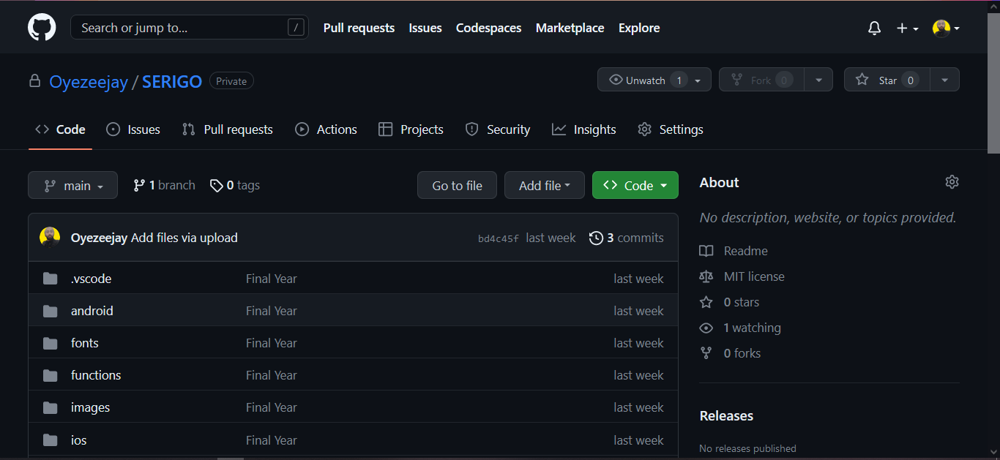 Search or jump to... / Pull requests Issues Codespaces Marketplace Explore
Oyezeejay / SERIGO Private Unwatch 1 Fork 0 Star 0
Code Issues Pull requests Actions Projects Security Insights Settings
main 1 branch 0 tags Go to file Add file Code
Oyezeejay Add files via upload bd4c45f last week 3 commits
.vscode Final Year last week
android Final Year last week
fonts Final Year last week
functions Final Year last week
images Final Year last week
ios Final Year last week
About
No description, website, or topics provided.
Readme
MIT license
0 stars
1 watching
0 forks
Releases
No releases published